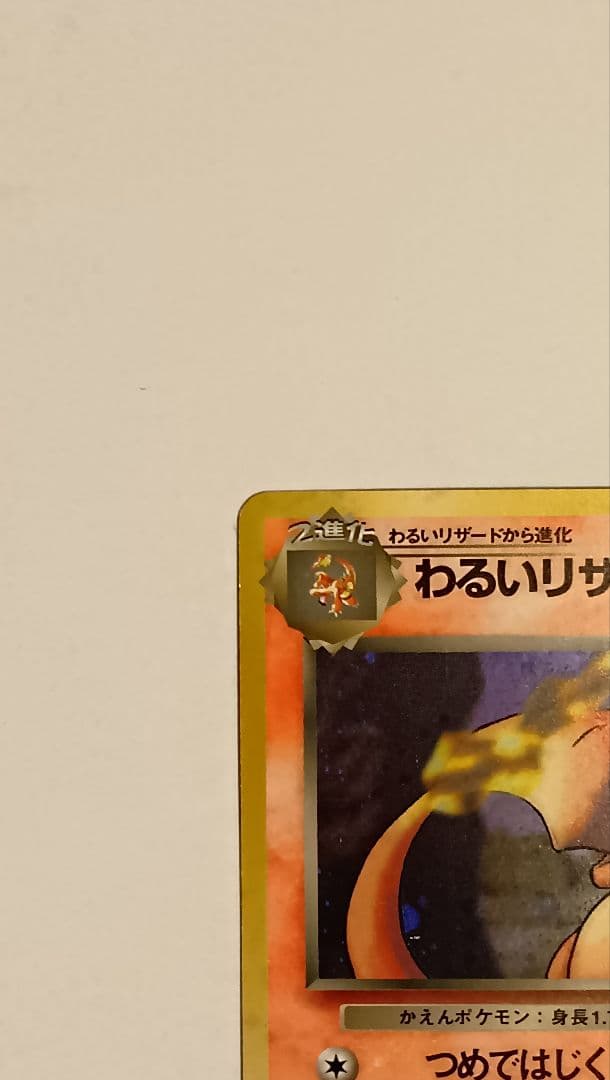 2進化
わるいリザードから進化
わるいリザ
かえんポケモン：身長1.7
つめではじく